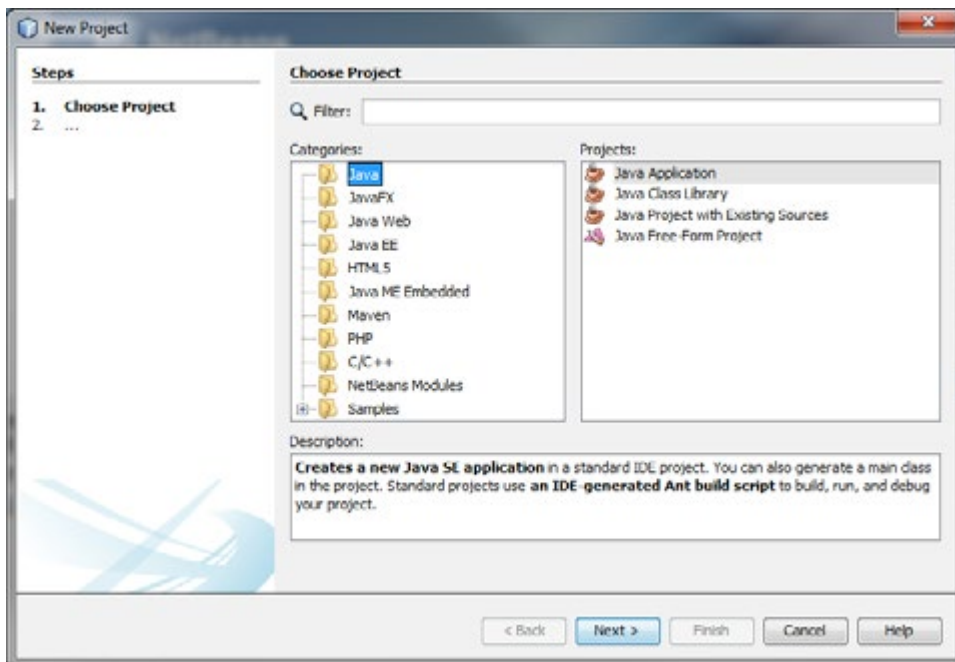 New Project
Steps
1. Choose Project
2. ...
Choose Project
Filter:
Categories:
Java
JavaFX
Java Web
Java EE
HTML5
Java ME Embedded
Maven
PHP
C/C++
NetBeans Modules
Samples
Projects:
Java Application
Java Class Library
Java Project with Existing Sources
Java Free-Form Project
Description:
Creates a new Java SE application in a standard IDE project. You can also generate a main class
in the project. Standard projects use an IDE-generated Ant build script to build, run, and debug
your project.
< Back
Next >
Finish
Cancel
Help